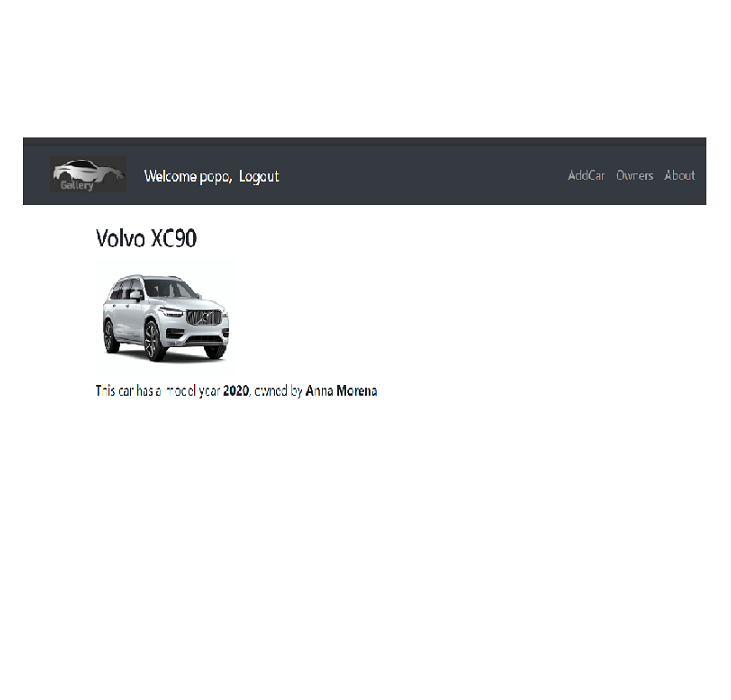 Gallery
Welcome popo, Logout
AddCar Owners About
Volvo XC90
This car has a model year 2020, owned by Anna Morena